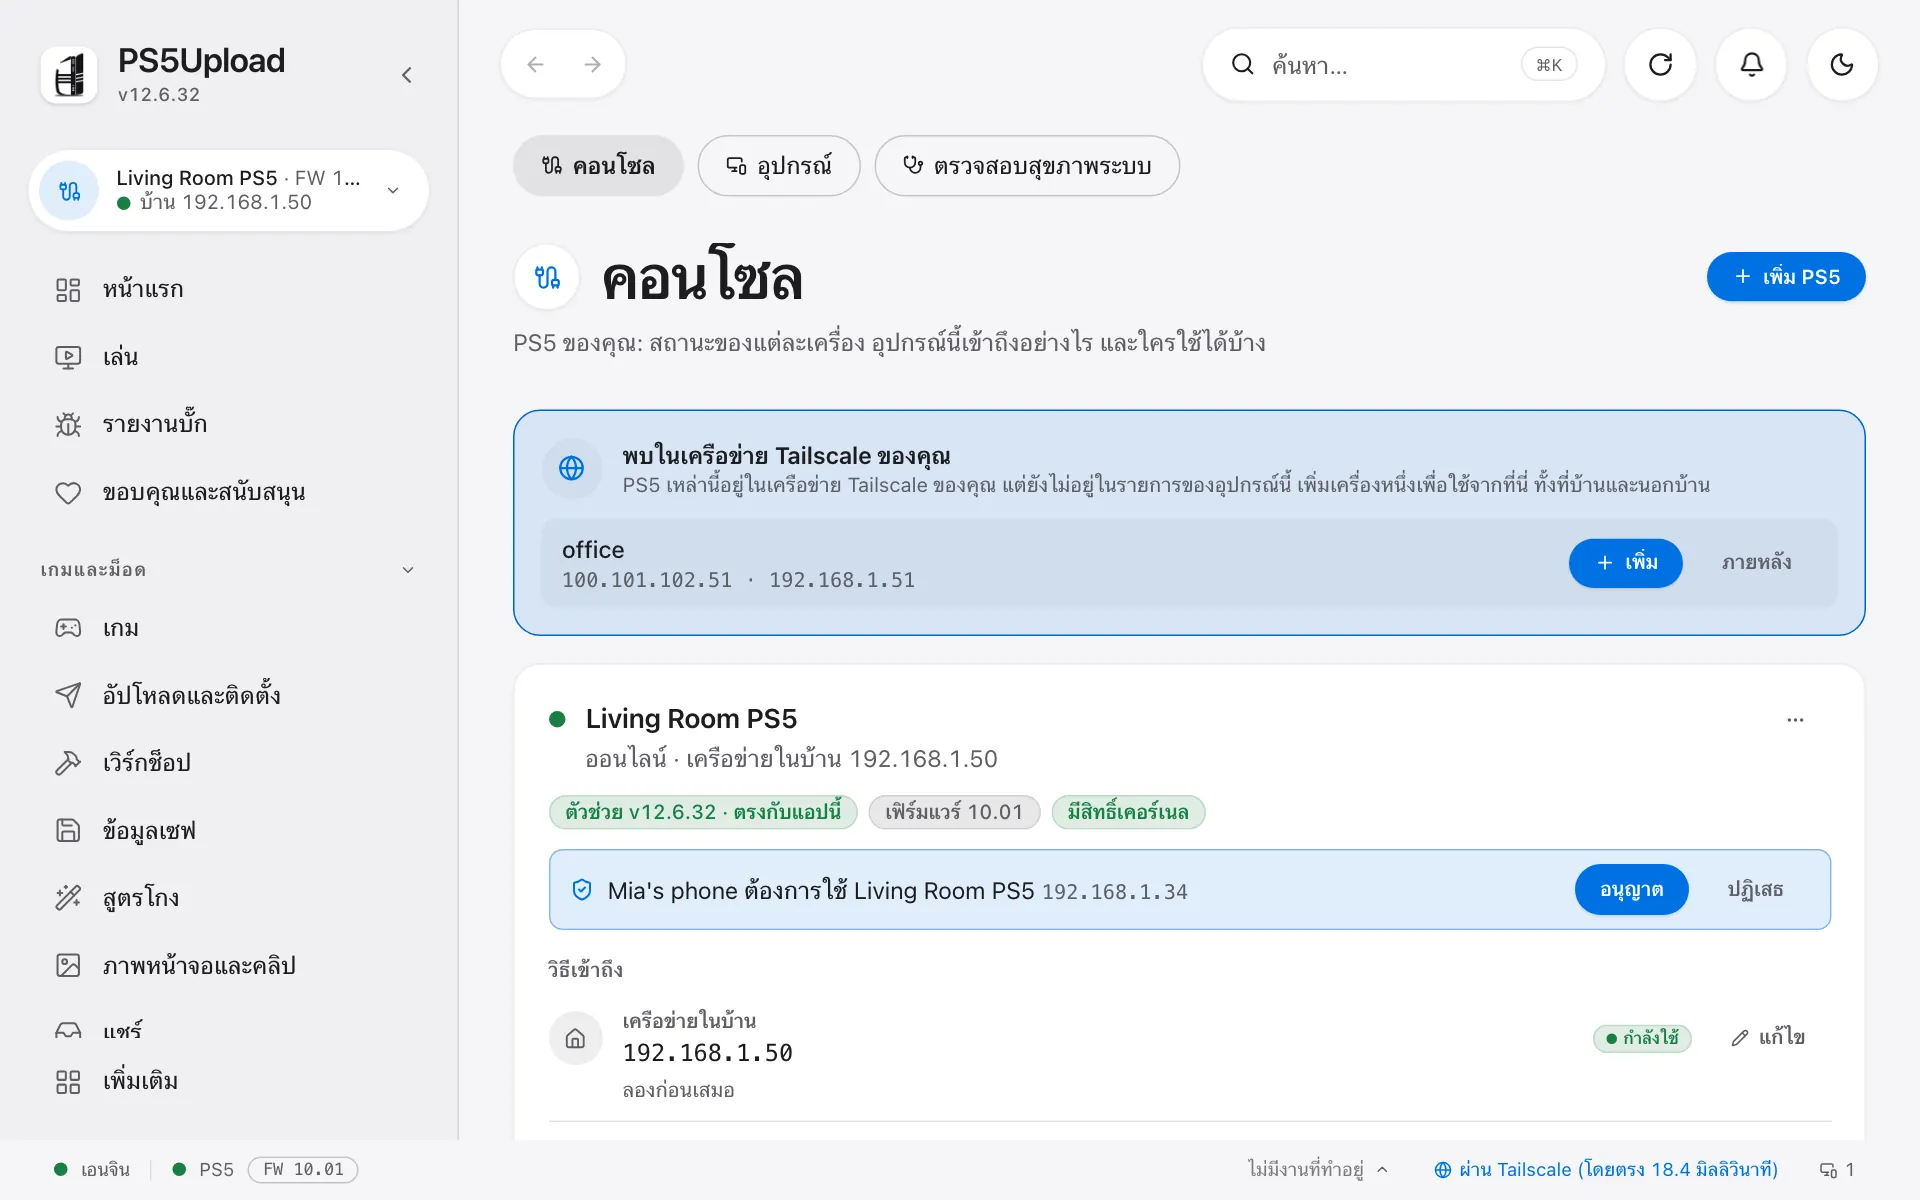 PS5Upload
v12.6.32
Living Room PS5 · FW 1...
บ้าน 192.168.1.50
หน้าแรก
เล่น
รายงานบั๊ก
ขอบคุณและสนับสนุน
เกมและม็อด
เกม
อัปโหลดและติดตั้ง
เวิร์กช็อป
ข้อมูลเซฟ
สูตรโกง
ภาพหน้าจอและคลิป
แชร์
เพิ่มเติม
ค้นหา... ⌘K
คอนโซล อุปกรณ์ ตรวจสอบสุขภาพระบบ
คอนโซล
+ เพิ่ม PS5
PS5 ของคุณ: สถานะของแต่ละเครื่อง อุปกรณ์นี้เข้าถึงอย่างไร และใครใช้ได้บ้าง
พบในเครือข่าย Tailscale ของคุณ
PS5 เหล่านี้อยู่ในเครือข่าย Tailscale ของคุณ แต่ยังไม่อยู่ในรายการของอุปกรณ์นี้ เพิ่มเครื่องหนึ่งเพื่อใช้จากที่นี่ ทั้งที่บ้านและนอกบ้าน
office
100.101.102.51 · 192.168.1.51
+ เพิ่ม ภายหลัง
Living Room PS5
ออนไลน์ · เครือข่ายในบ้าน 192.168.1.50
ตัวช่วย v12.6.32 · ตรงกับแอปนี้ เฟิร์มแวร์ 10.01 มีสิทธิ์เคอร์เนล
Mia's phone ต้องการใช้ Living Room PS5 192.168.1.34 อนุญาต ปฏิเสธ
วิธีเข้าถึง
เครือข่ายในบ้าน
192.168.1.50
ลองก่อนเสมอ
กำลังใช้ แก้ไข
เอนจิน PS5 FW 10.01 ไม่มีงานที่ทำอยู่ ผ่าน Tailscale (โดยตรง 18.4 มิลลิวินาที) 1